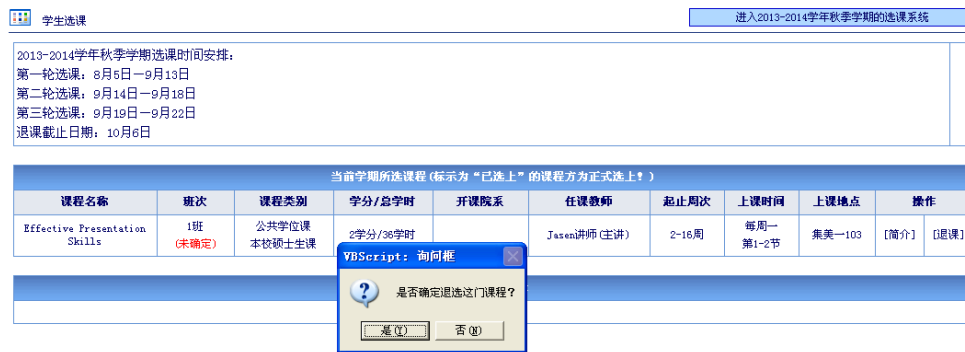 学生选课
进入2013-2014学年秋季学期的选课系统
2013-2014学年秋季学期选课时间安排：
第一轮选课：8月5日—9月13日
第二轮选课：9月14日—9月18日
第三轮选课：9月19日—9月22日
退课截止日期：10月6日
当前学期所选课程(标示为“已选上”的课程方为正式选上！)
课程名称 班次 课程类别 学分/总学时 开课院系 任课教师 起止周次 上课时间 上课地点 操作
Effective Presentation Skills
1班
(未确定)
公共学位课
本校硕士生课
2学分/36学时
Jasen讲师(主讲)
2-16周
每周一
第1-2节
集美一103
[简介]
[退课]
VBScript: 询问框
是否确定退选这门课程？
是(Y)
否(N)